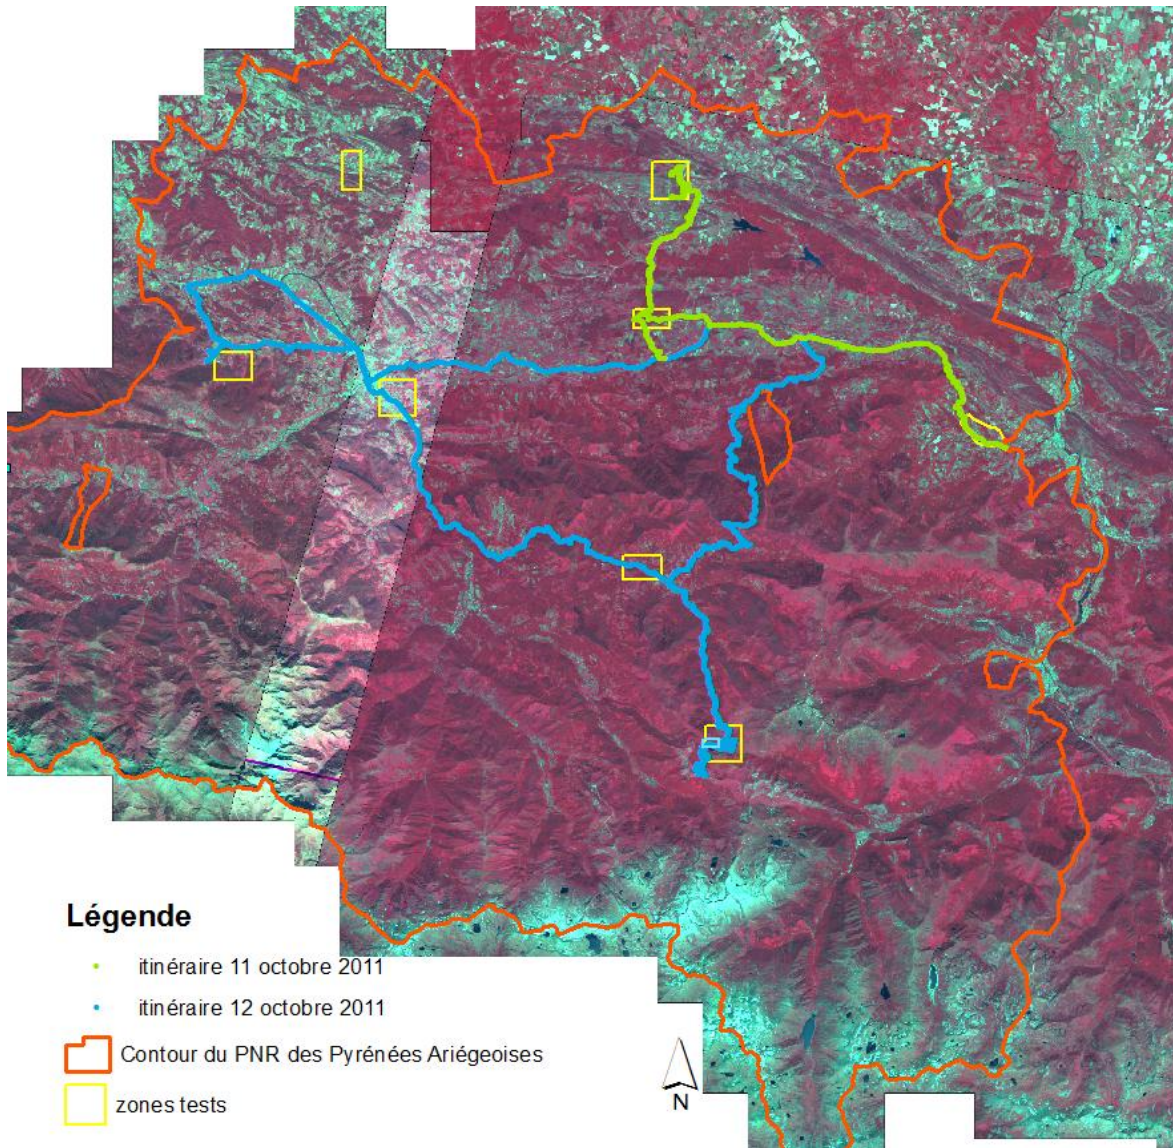 Légende
itinéraire 11 octobre 2011
itinéraire 12 octobre 2011
Contour du PNR des Pyrénées Ariégeoises
zones tests
N